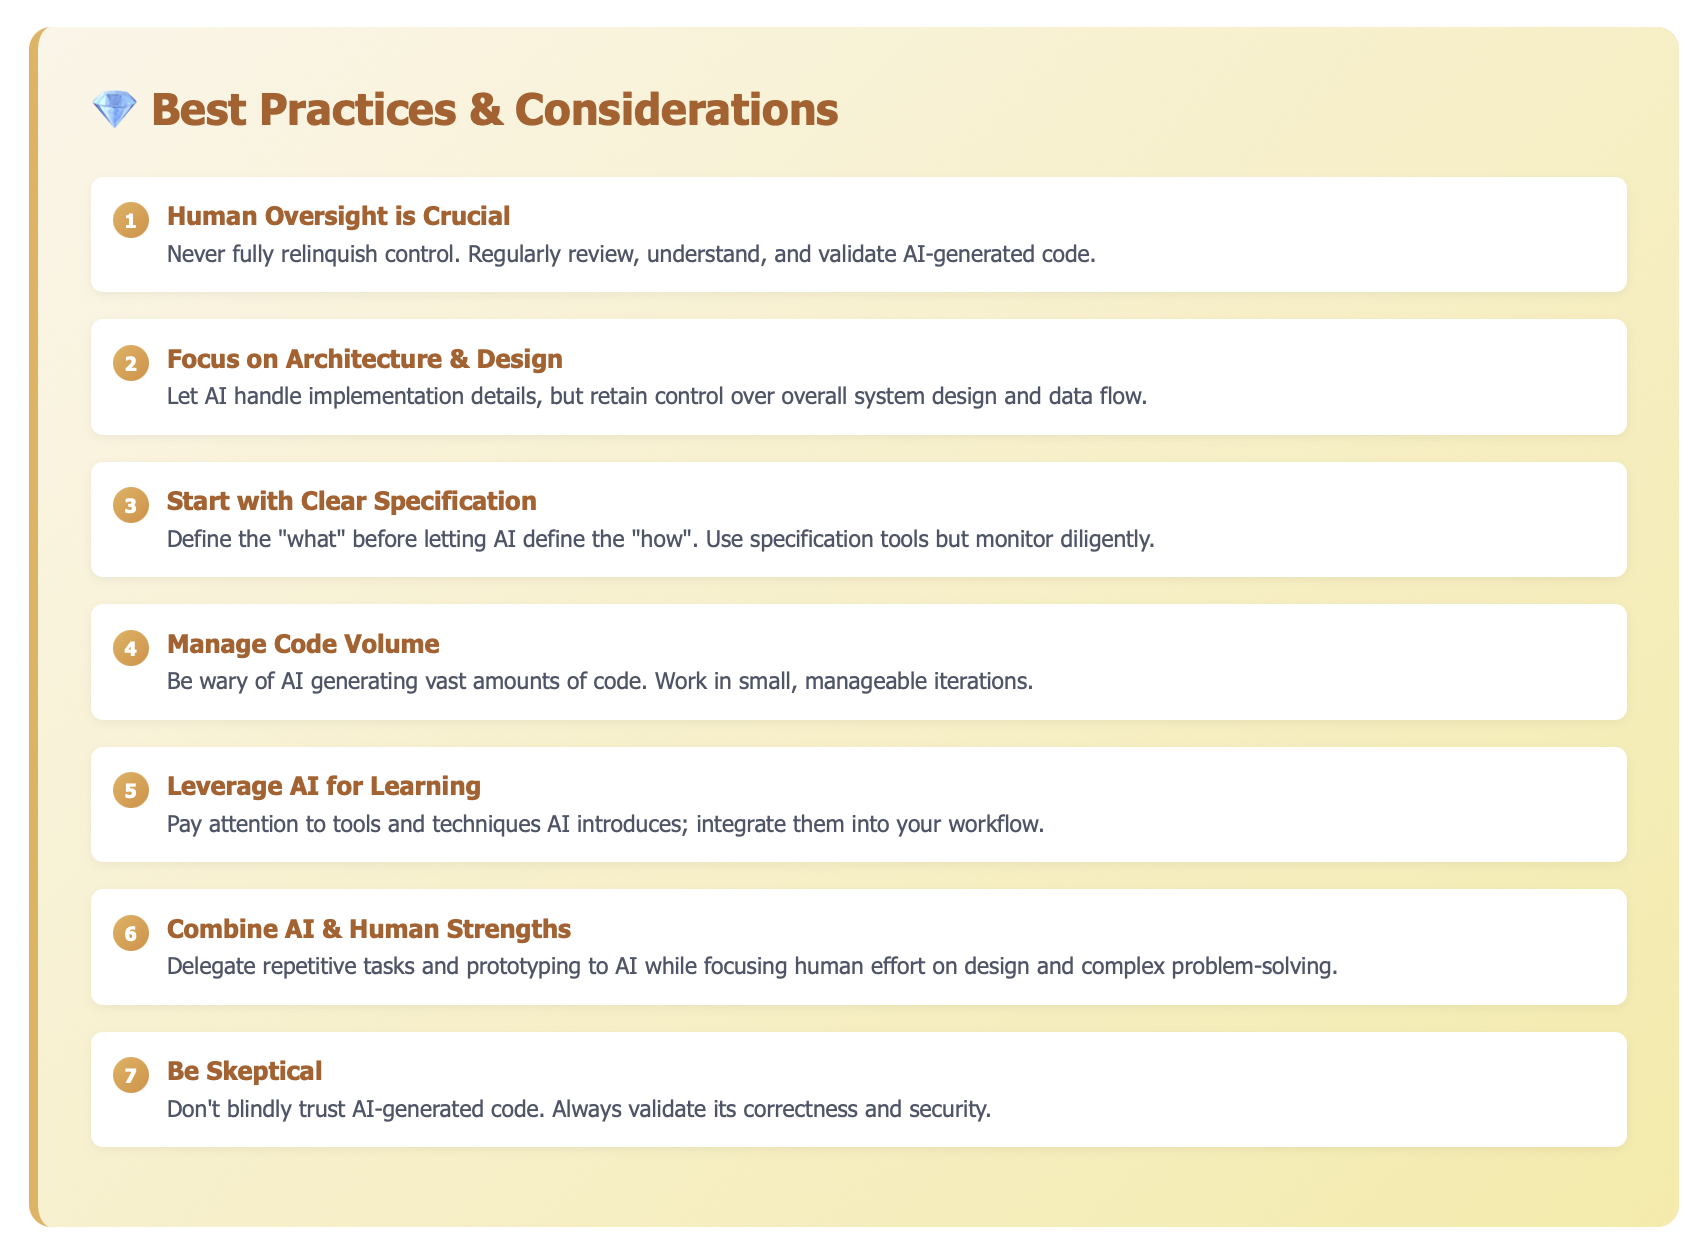 💎 Best Practices & Considerations
1
Human Oversight is Crucial
Never fully relinquish control. Regularly review, understand, and validate AI-generated code.
2
Focus on Architecture & Design
Let AI handle implementation details, but retain control over overall system design and data flow.
3
Start with Clear Specification
Define the "what" before letting AI define the "how". Use specification tools but monitor diligently.
4
Manage Code Volume
Be wary of AI generating vast amounts of code. Work in small, manageable iterations.
5
Leverage AI for Learning
Pay attention to tools and techniques AI introduces; integrate them into your workflow.
6
Combine AI & Human Strengths
Delegate repetitive tasks and prototyping to AI while focusing human effort on design and complex problem-solving.
7
Be Skeptical
Don't blindly trust AI-generated code. Always validate its correctness and security.